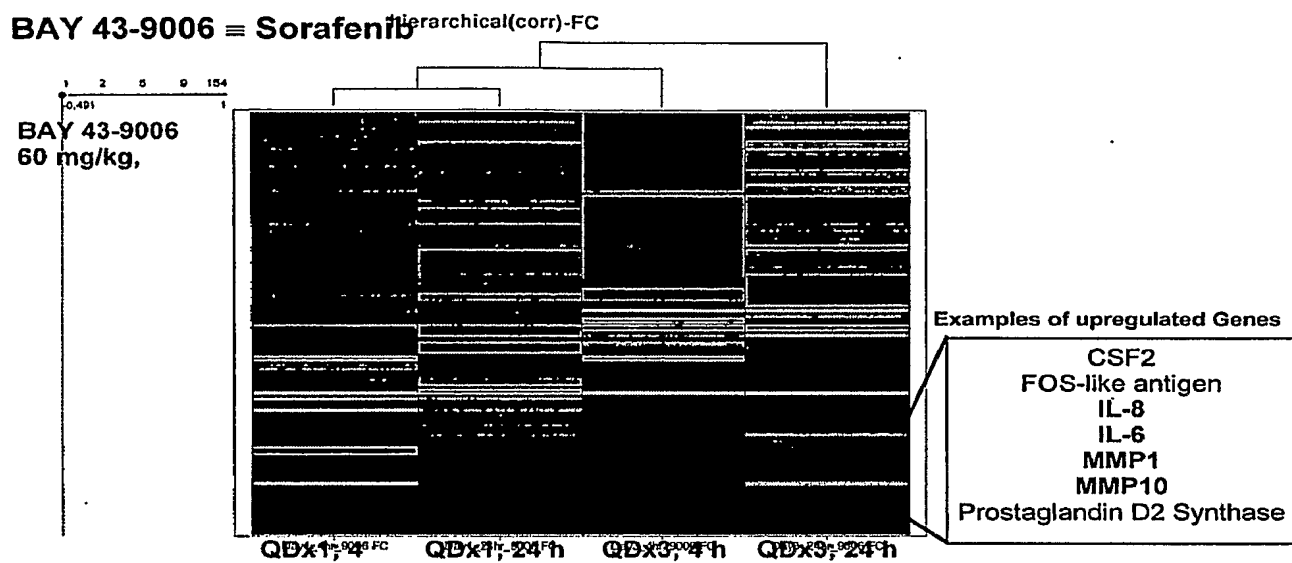 BAY 43-9006 ≡ Sorafenib
hierarchical(corr)-FC
1 2 5 9 154
-0.491 1
BAY 43-9006
60 mg/kg,
Examples of upregulated Genes
CSF2
FOS-like antigen
IL-8
IL-6
MMP1
MMP10
Prostaglandin D2 Synthase
QDx1, 4 QDx1, 24 h QDx3, 4 h QDx3, 24 h